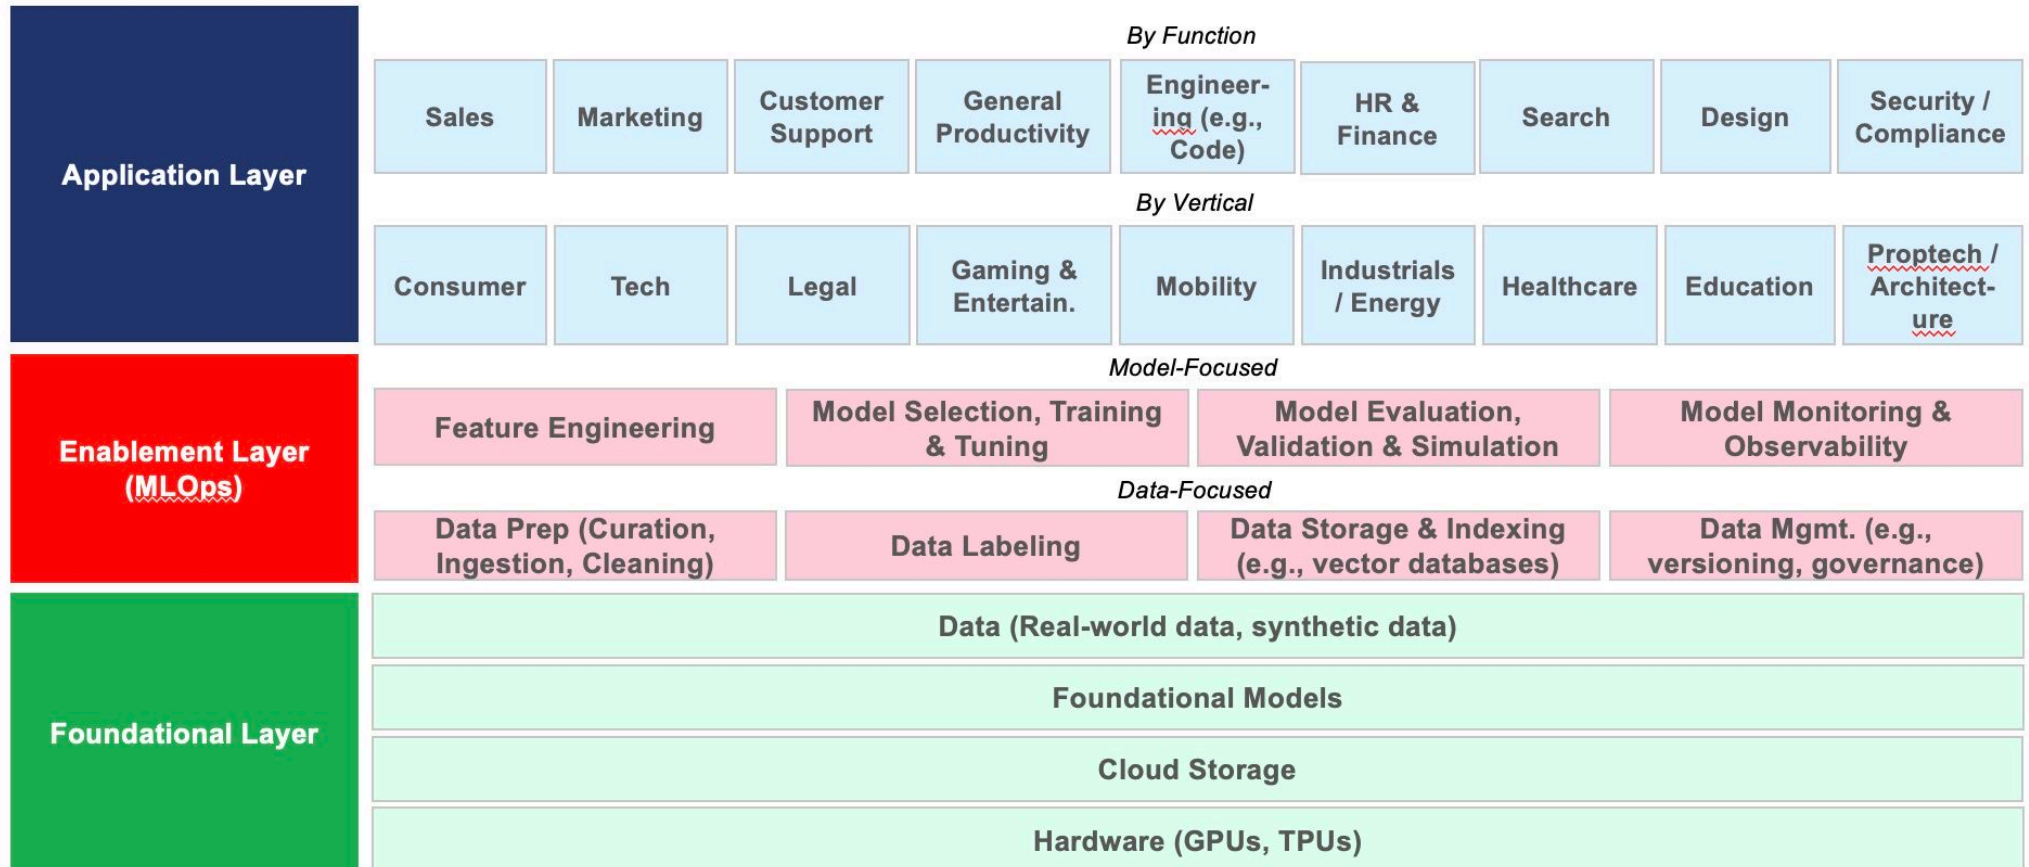 Application Layer
By Function
Sales
Marketing
Customer
Support
General
Productivity
Engineer-
ing (e.g.,
Code)
HR &
Finance
Search
Design
Security /
Compliance
By Vertical
Consumer
Tech
Legal
Gaming &
Entertain.
Mobility
Industrials
/ Energy
Healthcare
Education
Proptech /
Architect-
ure
Enablement Layer
(MLOps)
Model-Focused
Feature Engineering
Model Selection, Training
& Tuning
Model Evaluation,
Validation & Simulation
Model Monitoring &
Observability
Data-Focused
Data Prep (Curation,
Ingestion, Cleaning)
Data Labeling
Data Storage & Indexing
(e.g., vector databases)
Data Mgmt. (e.g.,
versioning, governance)
Foundational Layer
Data (Real-world data, synthetic data)
Foundational Models
Cloud Storage
Hardware (GPUs, TPUs)